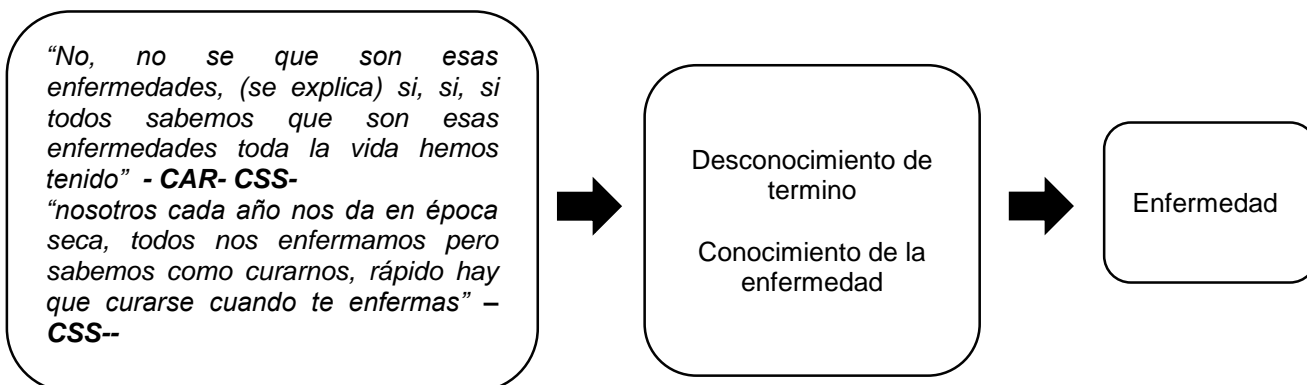 “No, no se que son esas
enfermedades, (se explica) si, si, si
todos sabemos que son esas
enfermedades toda la vida hemos
tenido” - CAR- CSS-
“nosotros cada año nos da en época
seca, todos nos enfermamos pero
sabemos como curarnos, rápido hay
que curarse cuando te enfermas” –
CSS--
Desconocimiento de
termino
Conocimiento de la
enfermedad
Enfermedad